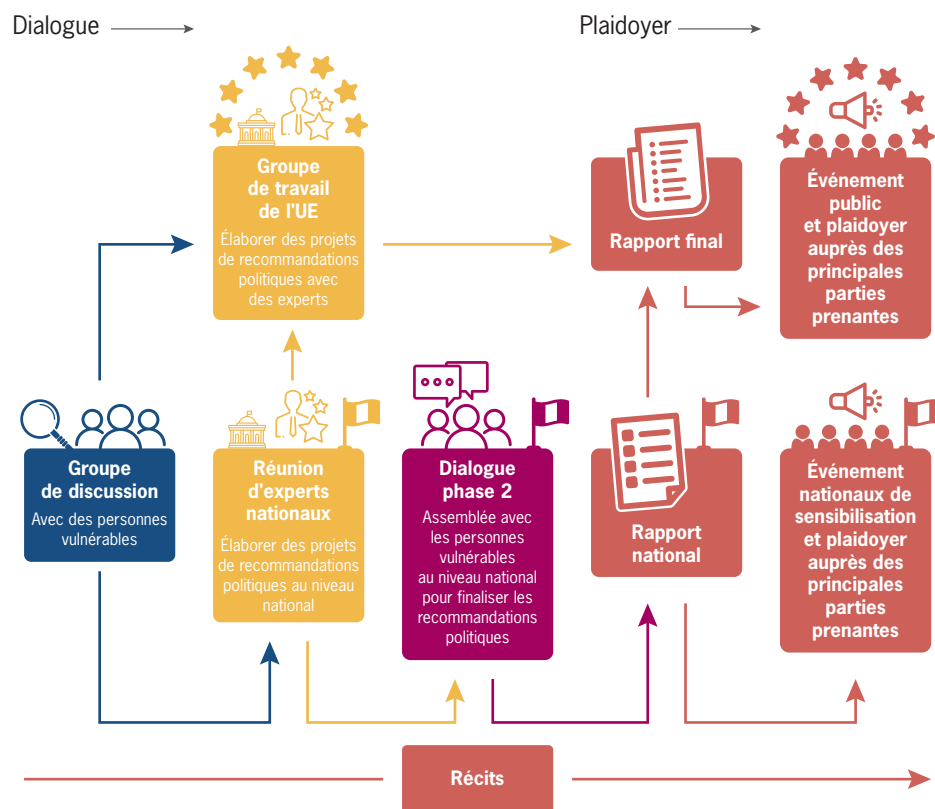 Dialogue
Plaidoyer
Groupe
de travail
de l'UE
Élaborer des projets
de recommandations
politiques avec
des experts
Rapport final
Événement
public
et plaidoyer
auprès des
principales
parties
prenantes
Groupe
de discussion
Avec des personnes
vulnérables
Réunion
d'experts
nationaux
Élaborer des projets
de recommandations
politiques au niveau
national
Dialogue
phase 2
Assemblée avec
les personnes
vulnérables
au niveau national
pour finaliser les
recommandations
politiques
Rapport
national
Événement
nationaux de
sensibilisation
et plaidoyer
auprès des
principales
parties
prenantes
Récits